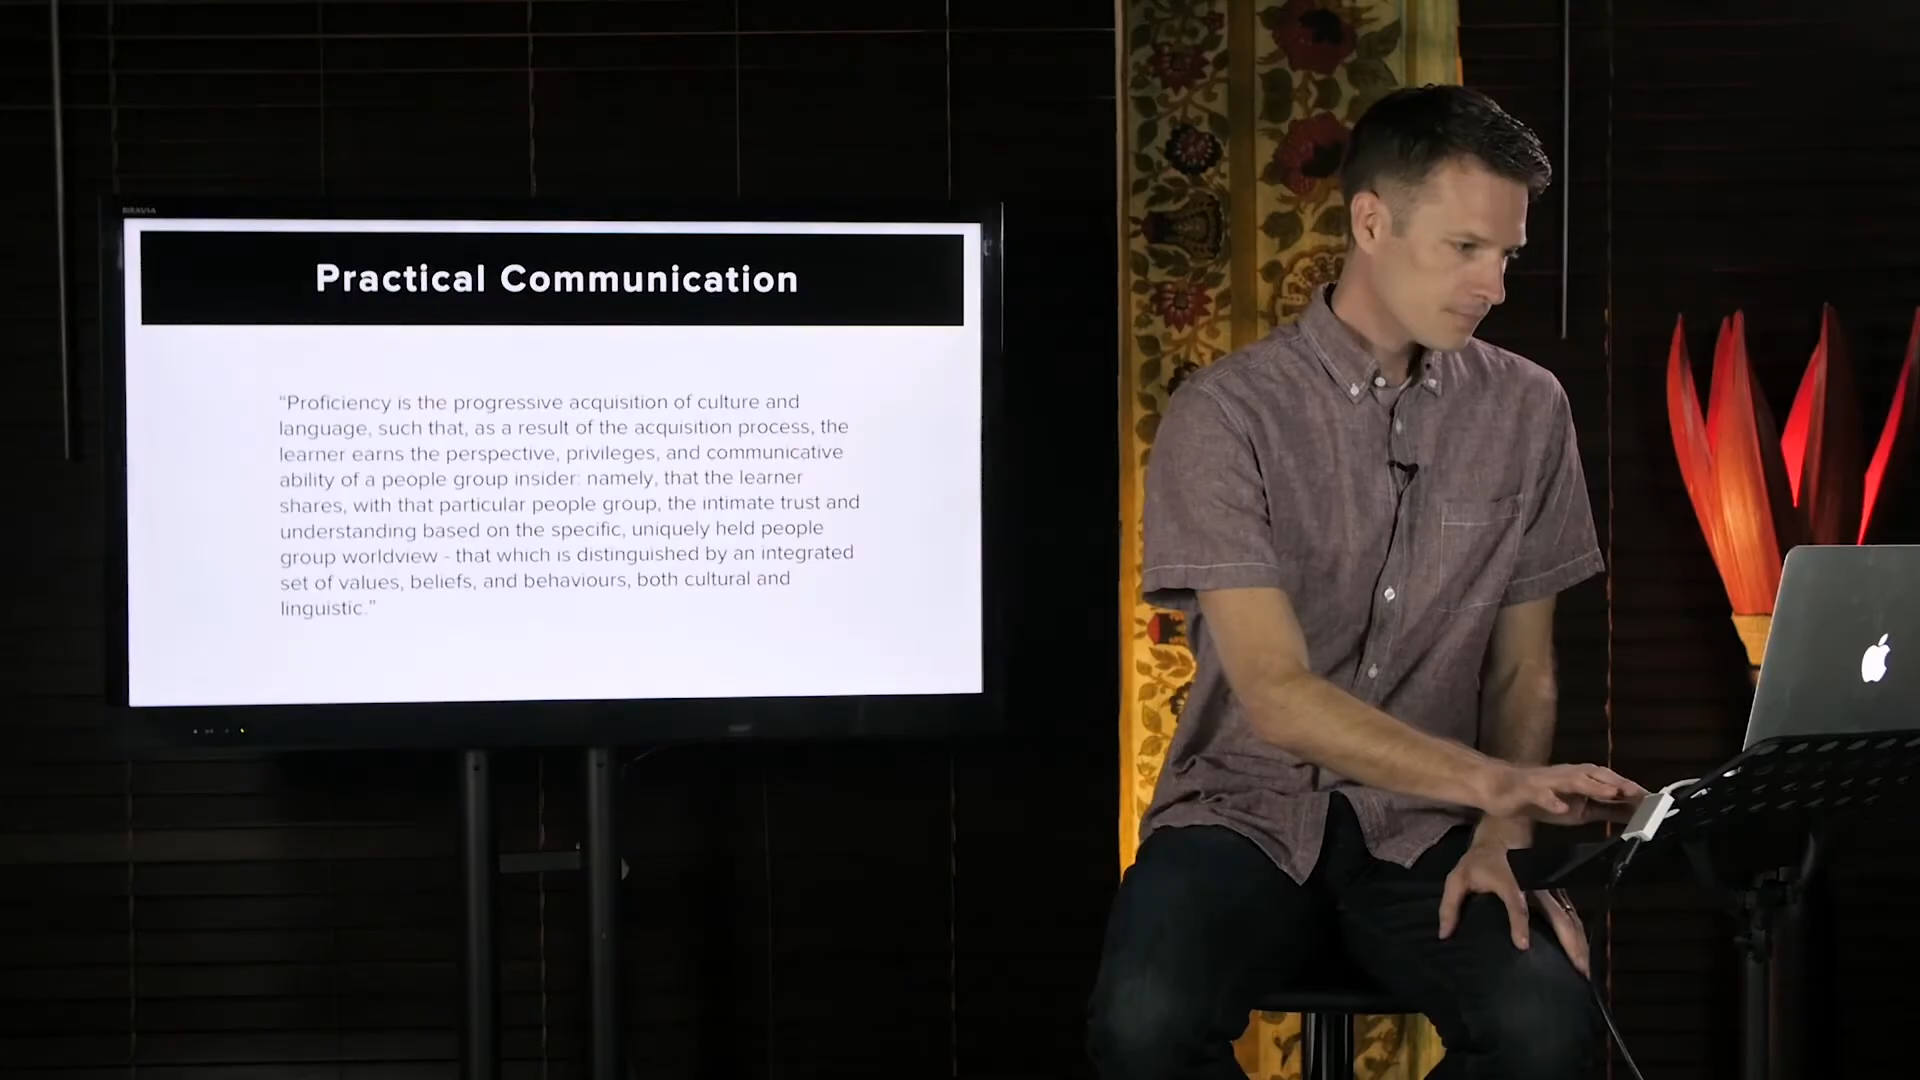 BRAVIA
Practical Communication
“Proficiency is the progressive acquisition of culture and
language, such that, as a result of the acquisition process, the
learner earns the perspective, privileges, and communicative
ability of a people group insider: namely, that the learner
shares, with that particular people group, the intimate trust and
understanding based on the specific, uniquely held people
group worldview - that which is distinguished by an integrated
set of values, beliefs, and behaviours, both cultural and
linguistic.”